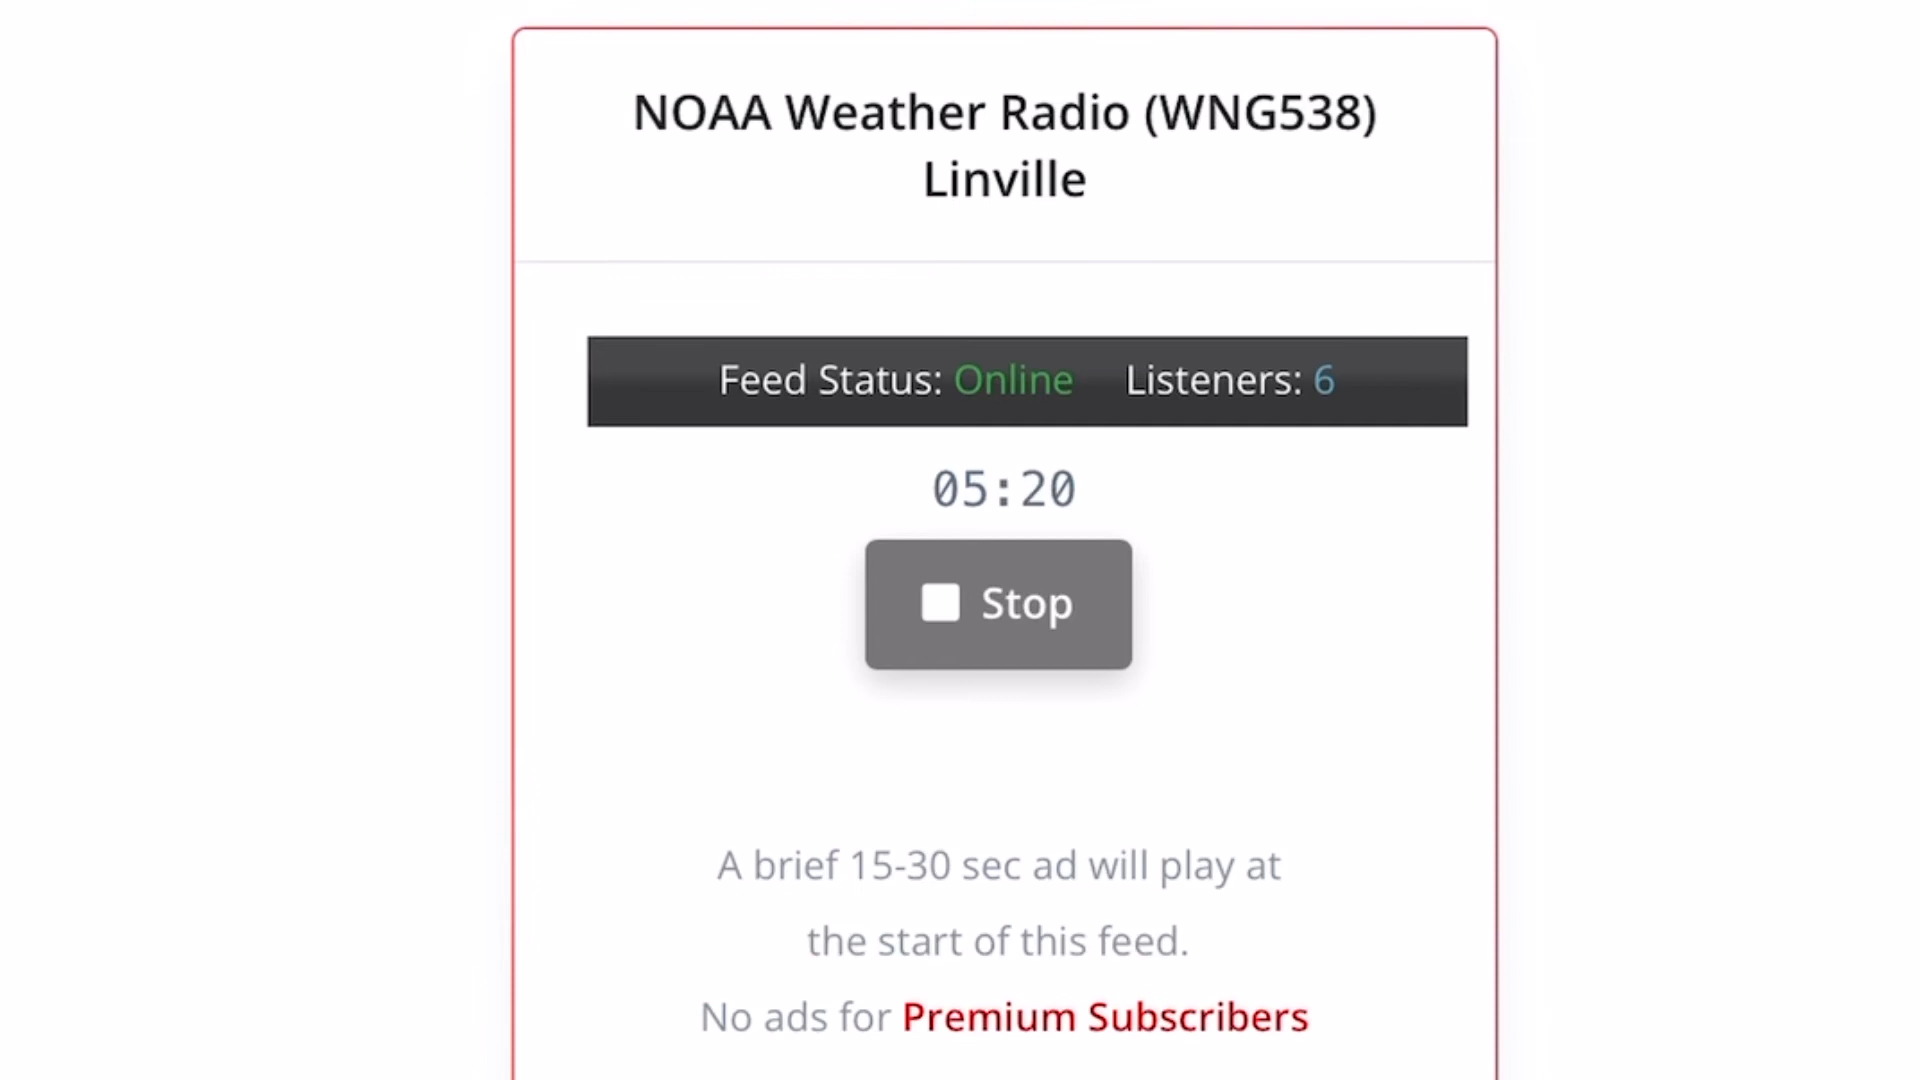 NOAA Weather Radio (WNG538)
Linville
Feed Status: Online Listeners: 6
05:20
Stop
A brief 15-30 sec ad will play at
the start of this feed.
No ads for Premium Subscribers